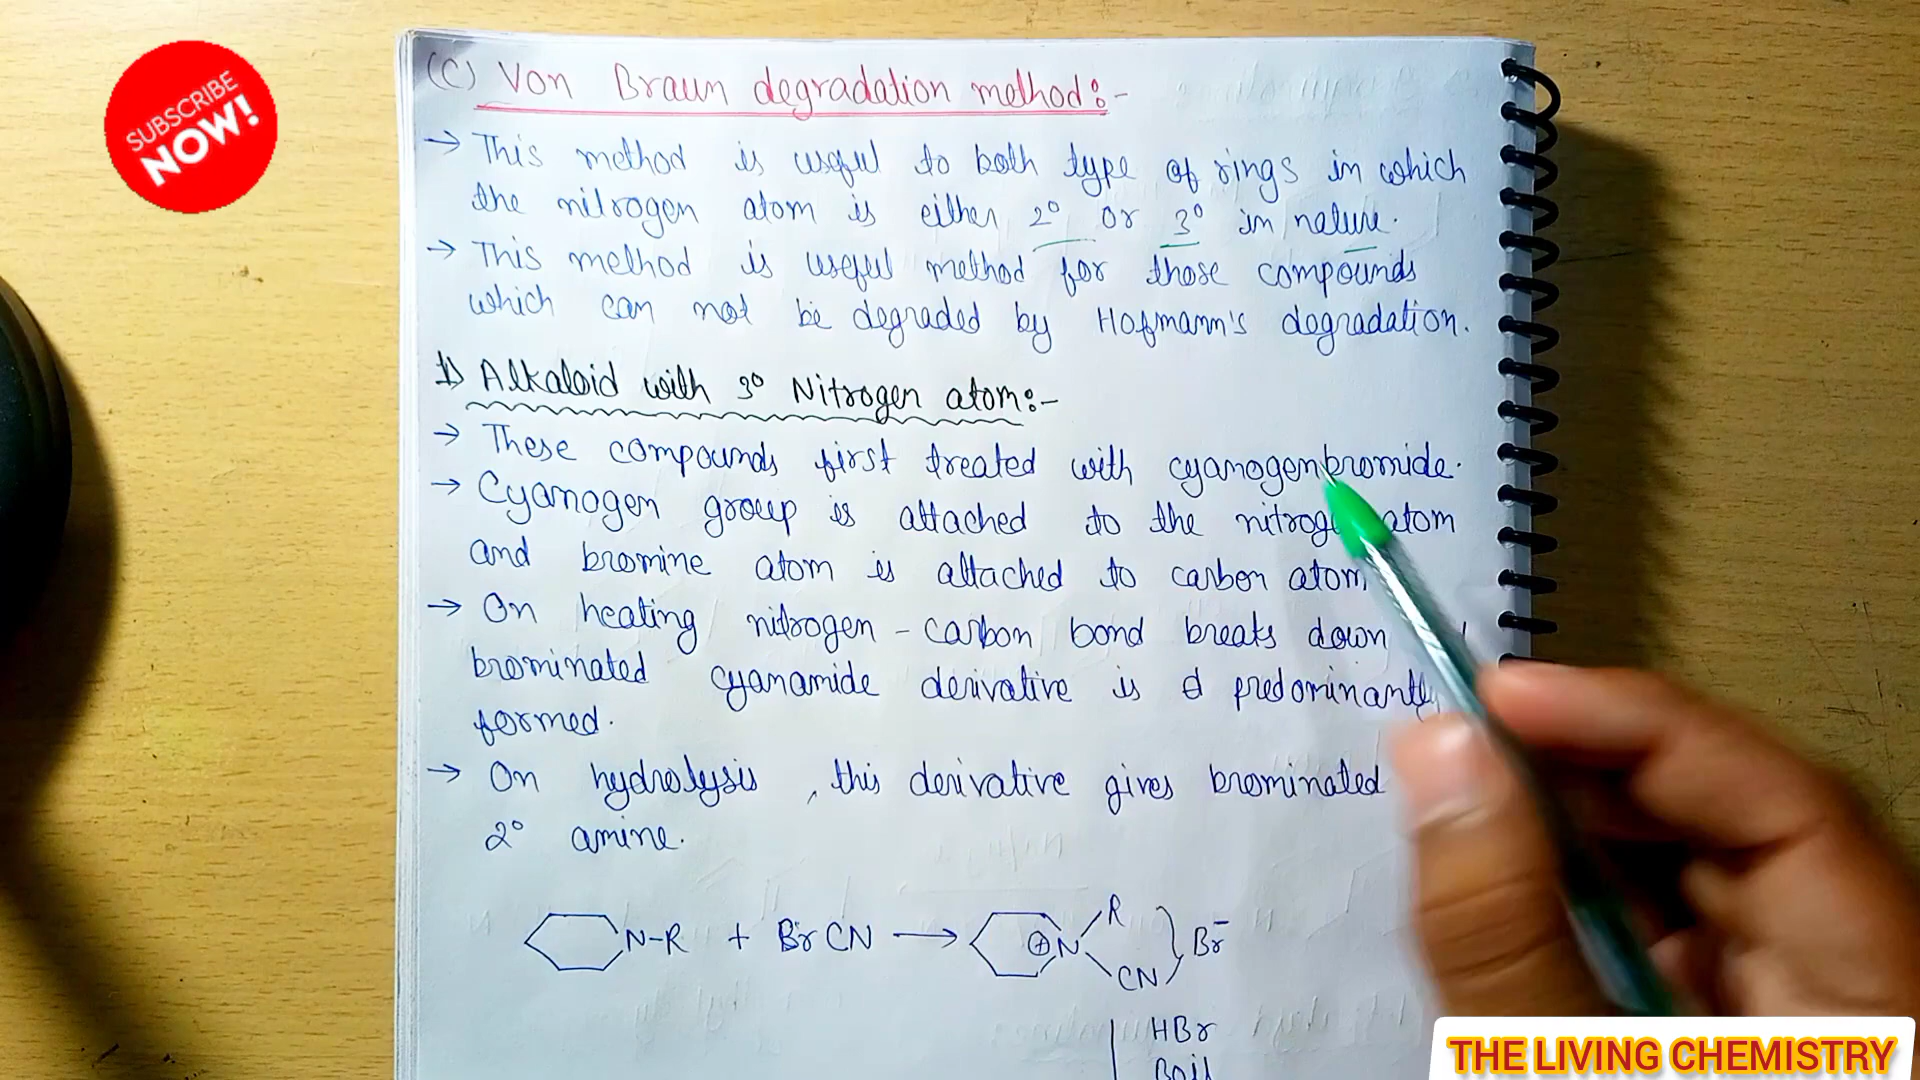 SUBSCRIBE
NOW!
(C) Von Braun degradation method:-
→ This method is useful to both type of rings in which
the nitrogen atom is either 2° or 3° in nature.
→ This method is useful method for those compounds
which can not be degraded by Hofmann's degradation.
1) Alkaloid with 3° Nitrogen atom:-
→ These compounds first treated with cyanogenbromide.
→ Cyanogen group is attached to the nitrogen atom
and bromine atom is attached to carbon atom
→ On heating nitrogen - carbon bond breaks down
brominated cyanamide derivative is predominantly
formed.
→ On hydrolysis, this derivative gives brominated
2° amine.
N-R + BrCN → ⊕N R CN } Br⁻
HBr
Boil
THE LIVING CHEMISTRY